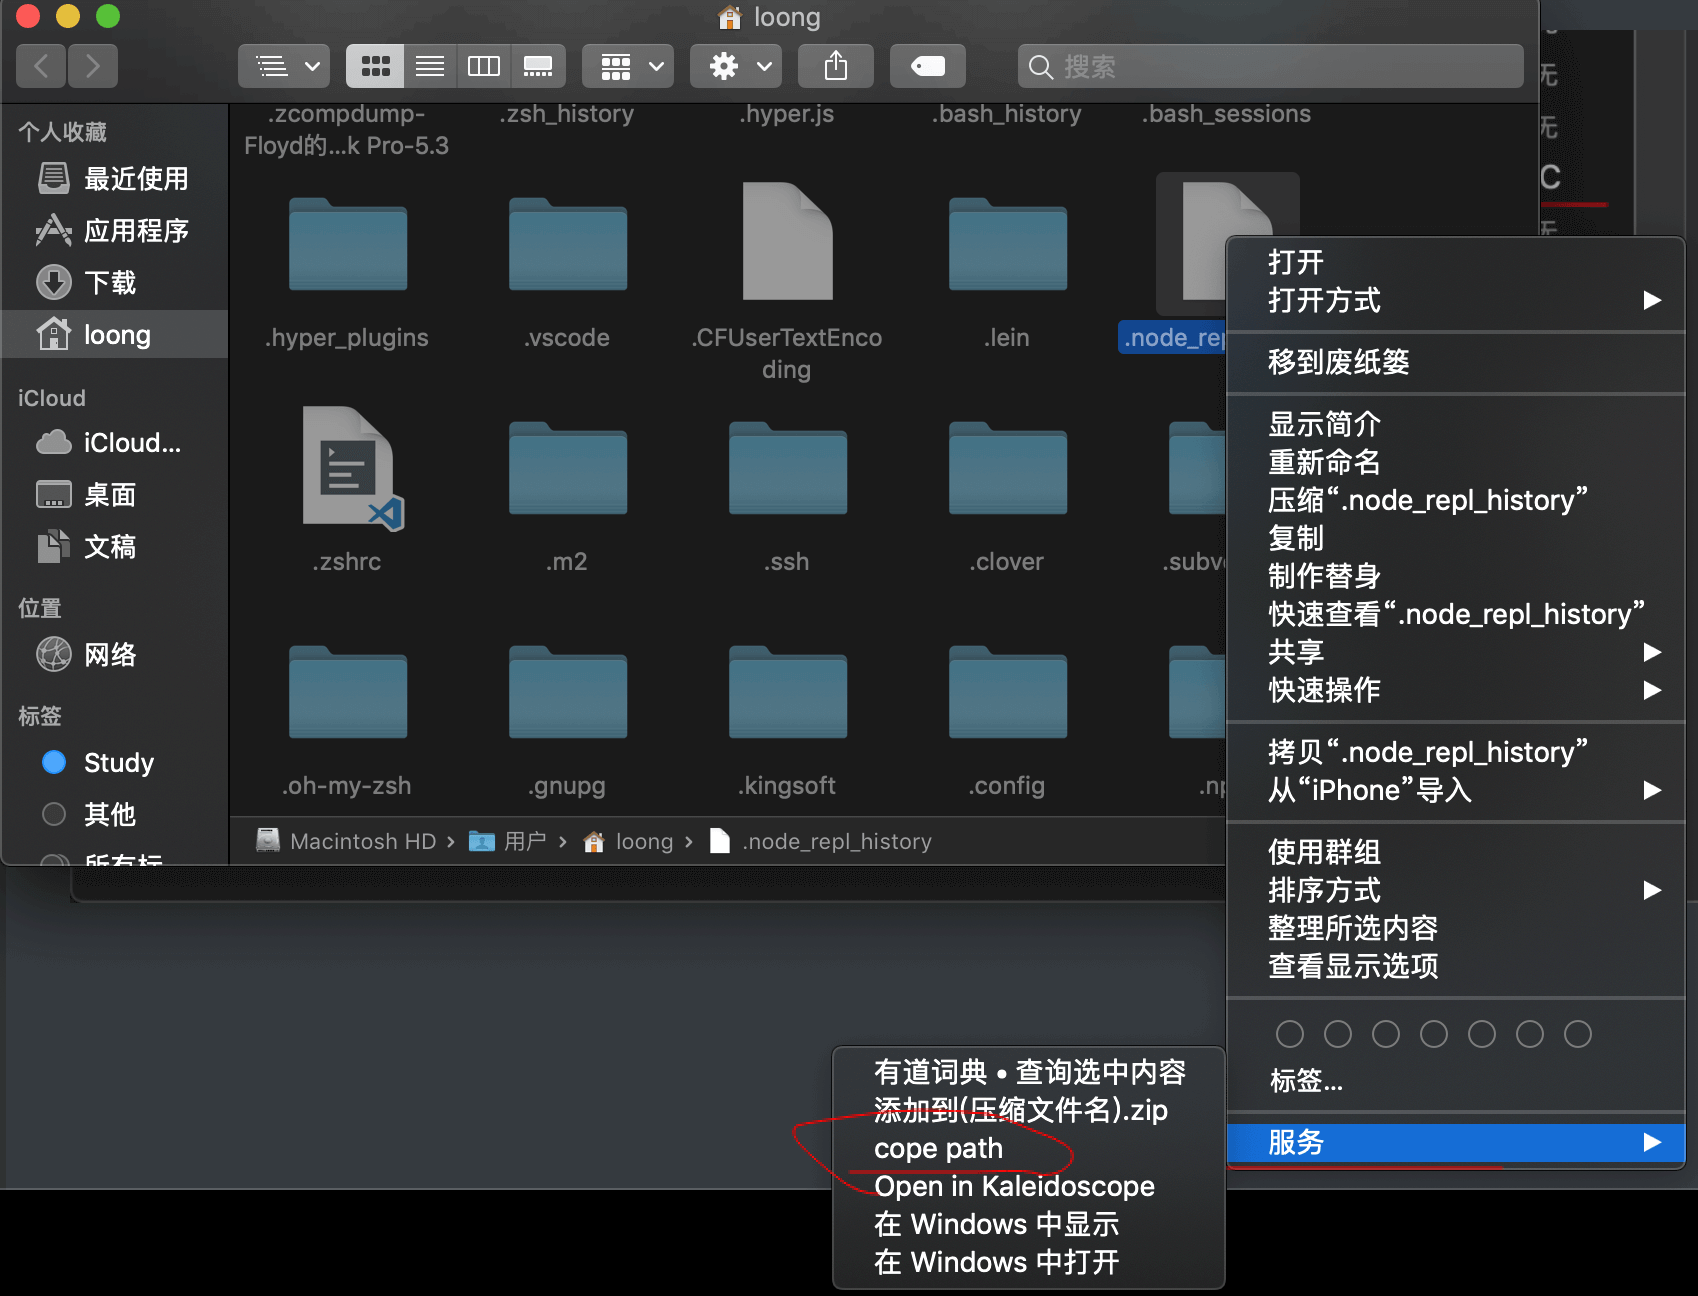 loong
搜索
个人收藏
最近使用
应用程序
下载
loong
iCloud
iCloud...
桌面
文稿
位置
网络
标签
Study
其他
所有标
.zcompdump-
Floyd的...k Pro-5.3
.zsh_history
.hyper.js
.bash_history
.bash_sessions
.hyper_plugins
.vscode
.CFUserTextEnco
ding
.lein
.node_rep
.zshrc
.m2
.ssh
.clover
.subv
.oh-my-zsh
.gnupg
.kingsoft
.config
.np
Macintosh HD › 用户 › loong › .node_repl_history
无
无
C
无
打开
打开方式
移到废纸篓
显示简介
重新命名
压缩“.node_repl_history”
复制
制作替身
快速查看“.node_repl_history”
共享
快速操作
拷贝“.node_repl_history”
从“iPhone”导入
使用群组
排序方式
整理所选内容
查看显示选项
标签...
服务
有道词典 • 查询选中内容
添加到(压缩文件名).zip
cope path
Open in Kaleidoscope
在 Windows 中显示
在 Windows 中打开